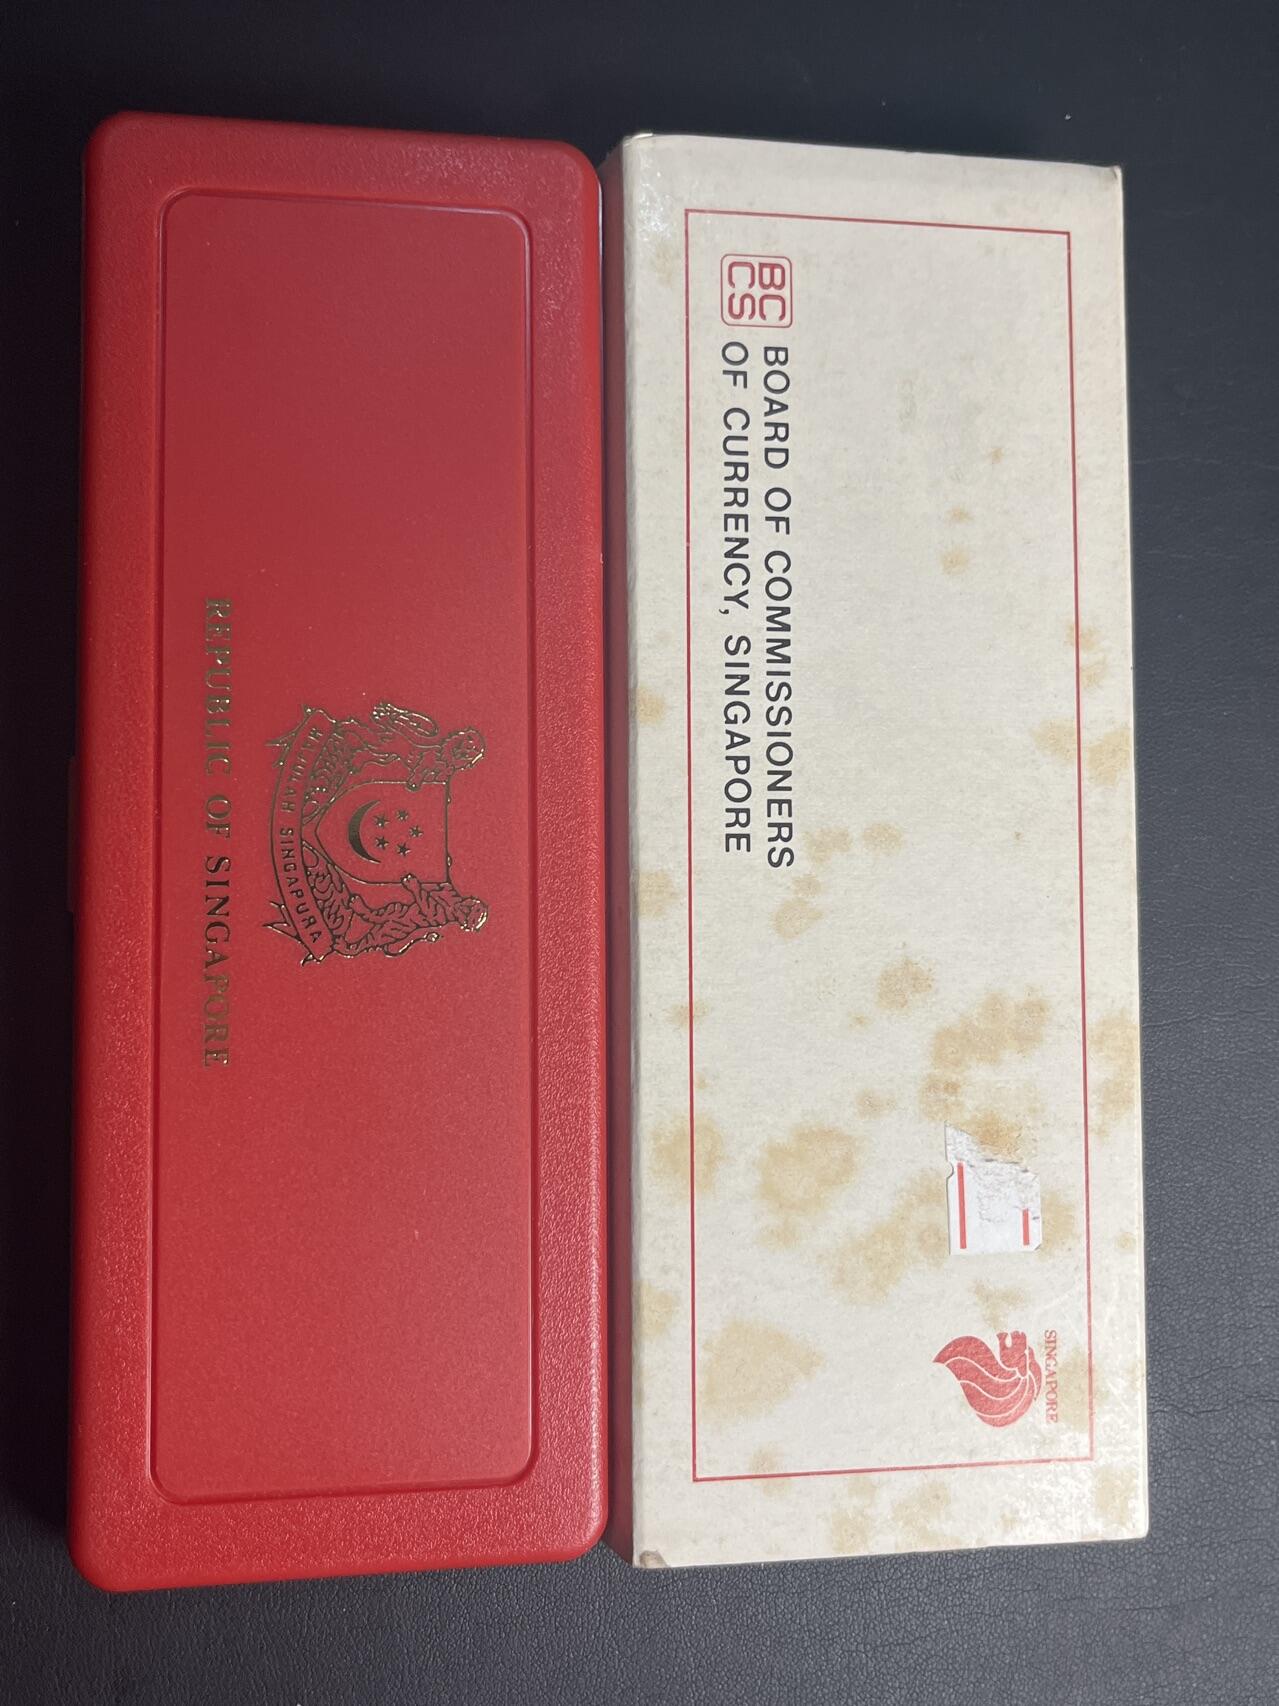 MAJULAH SINGAPURA
REPUBLIC OF SINGAPORE
BC
CS
BOARD OF COMMISSIONERS
OF CURRENCY, SINGAPORE
SINGAPORE